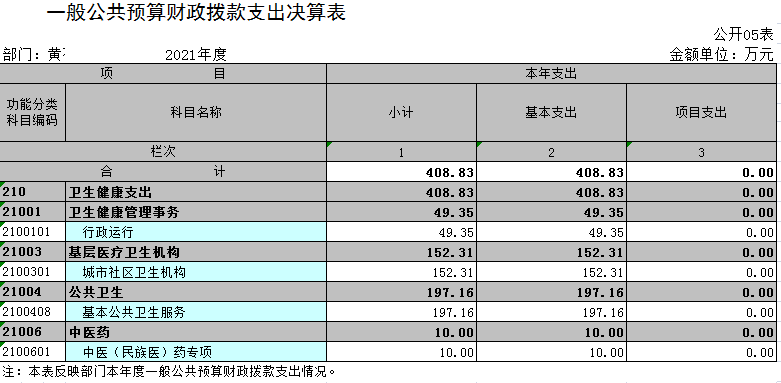 一般公共预算财政拨款支出决算表
公开05表
部门：黄 2021年度 金额单位：万元
项 目 本年支出
功能分类科目编码 科目名称 小计 基本支出 项目支出
栏次 1 2 3
合 计 408.83 408.83 0.00
210 卫生健康支出 408.83 408.83 0.00
21001 卫生健康管理事务 49.35 49.35 0.00
2100101 行政运行 49.35 49.35 0.00
21003 基层医疗卫生机构 152.31 152.31 0.00
2100301 城市社区卫生机构 152.31 152.31 0.00
21004 公共卫生 197.16 197.16 0.00
2100408 基本公共卫生服务 197.16 197.16 0.00
21006 中医药 10.00 10.00 0.00
2100601 中医（民族医）药专项 10.00 10.00 0.00
注：本表反映部门本年度一般公共预算财政拨款支出情况。